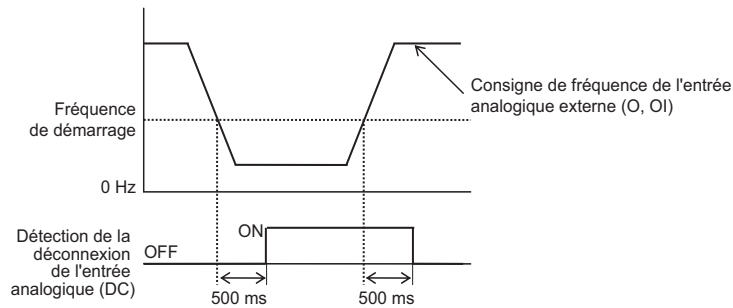 Consigne de fréquence de l'entrée
analogique externe (O, OI)
Fréquence
de démarrage
0 Hz
Détection de la
déconnexion
de l'entrée
analogique (DC)
OFF
ON
500 ms
500 ms